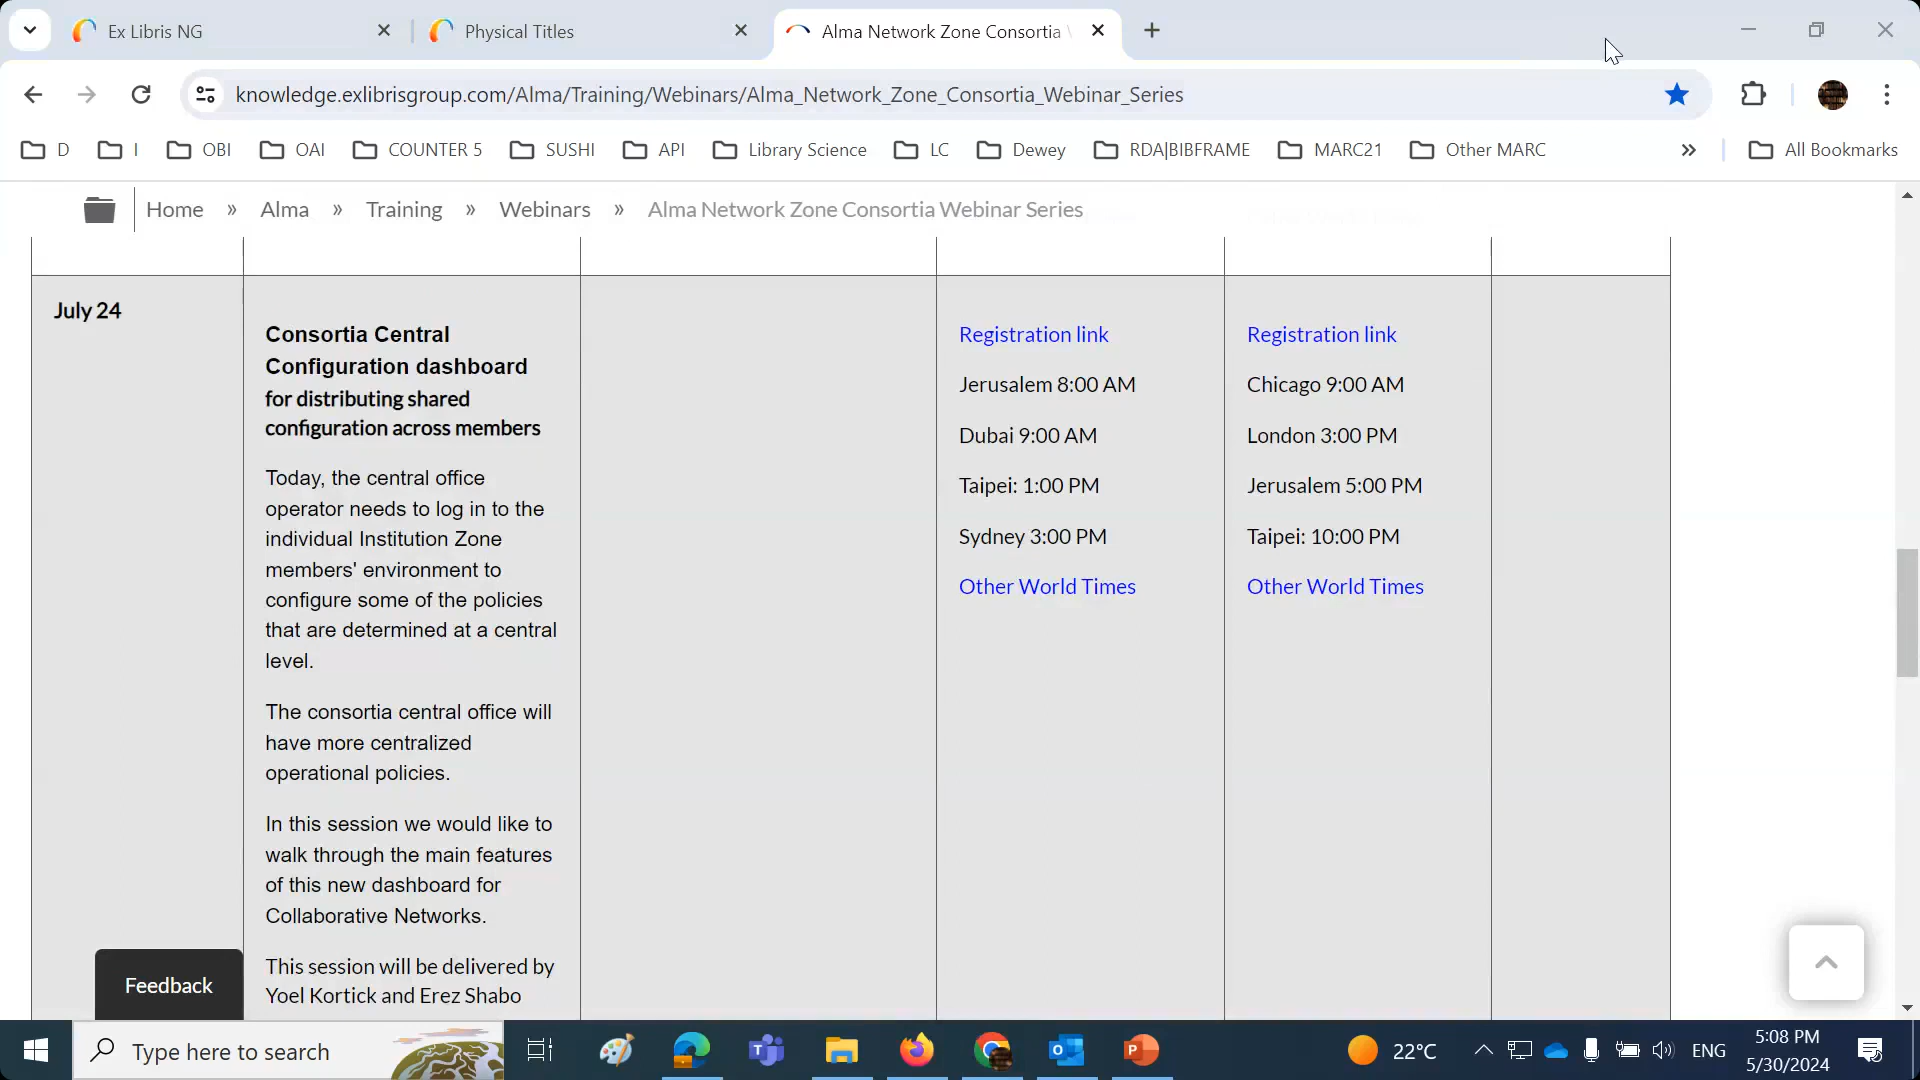 Ex Libris NG
Physical Titles
Alma Network Zone Consortia
knowledge.exlibrisgroup.com/Alma/Training/Webinars/Alma_Network_Zone_Consortia_Webinar_Series
D
I
OBI
OAI
COUNTER 5
SUSHI
API
Library Science
LC
Dewey
RDA|BIBFRAME
MARC21
Other MARC
»
All Bookmarks
Home » Alma » Training » Webinars » Alma Network Zone Consortia Webinar Series
July 24
Consortia Central
Configuration dashboard
for distributing shared
configuration across members
Today, the central office
operator needs to log in to the
individual Institution Zone
members' environment to
configure some of the policies
that are determined at a central
level.
The consortia central office will
have more centralized
operational policies.
In this session we would like to
walk through the main features
of this new dashboard for
Collaborative Networks.
This session will be delivered by
Yoel Kortick and Erez Shabo
Registration link
Jerusalem 8:00 AM
Dubai 9:00 AM
Taipei: 1:00 PM
Sydney 3:00 PM
Other World Times
Registration link
Chicago 9:00 AM
London 3:00 PM
Jerusalem 5:00 PM
Taipei: 10:00 PM
Other World Times
Feedback
Type here to search
22°C
ENG
5:08 PM
5/30/2024